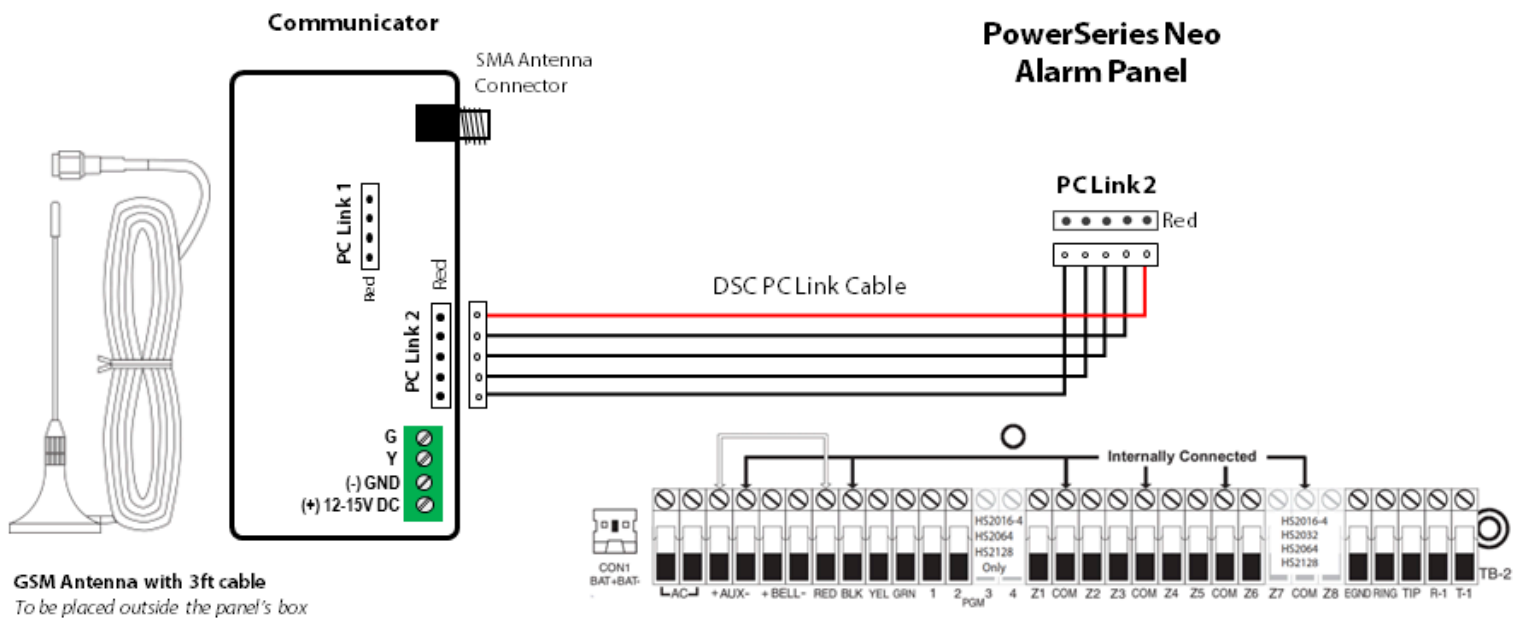 Communicator
PowerSeries Neo
Alarm Panel
SMA Antenna
Connector
PC Link 1
Red
PC Link 2
Red
PC Link 2
Red
DSC PC Link Cable
G
Y
(-) GND
(+) 12-15V DC
GSM Antenna with 3ft cable
To be placed outside the panel's box
Internally Connected
HS2016-4
HS2064
HS2128
Only
HS2016-4
HS2032
HS2064
HS2128
CON1
BAT+BAT-
TB-2
AC + AUX- + BELL- RED BLK YEL GRN 1 2 PGM 3 4 Z1 COM Z2 Z3 COM Z4 Z5 COM Z6 Z7 COM Z8 EGND RING TIP R-1 T-1